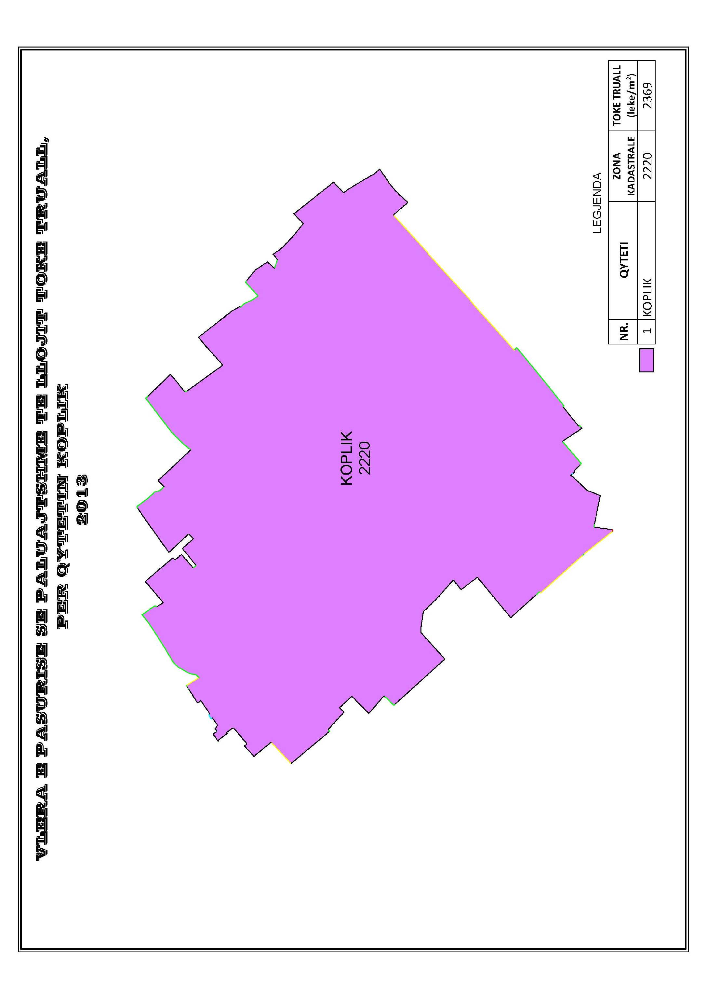 VLERA E PASURISE SE PALUAJTSHME TE LLOJIT TOKE TRUALL,
PER QYTETIN KOPLIK
2013
KOPLIK
2220
LEGJENDA
NR. QYTETI ZONA KADASTRALE TOKE TRUALL (leke/m²)
1 KOPLIK 2220 2369